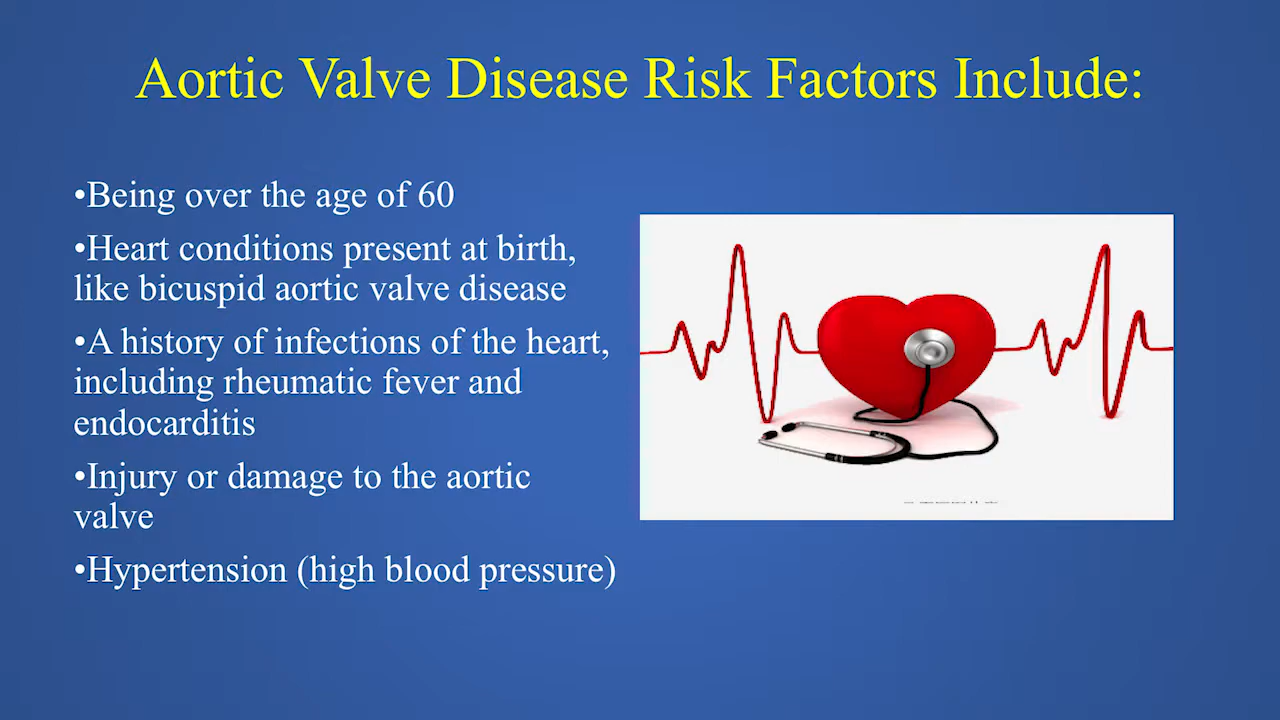 Aortic Valve Disease Risk Factors Include:
•Being over the age of 60
•Heart conditions present at birth,
like bicuspid aortic valve disease
•A history of infections of the heart,
including rheumatic fever and
endocarditis
•Injury or damage to the aortic
valve
•Hypertension (high blood pressure)